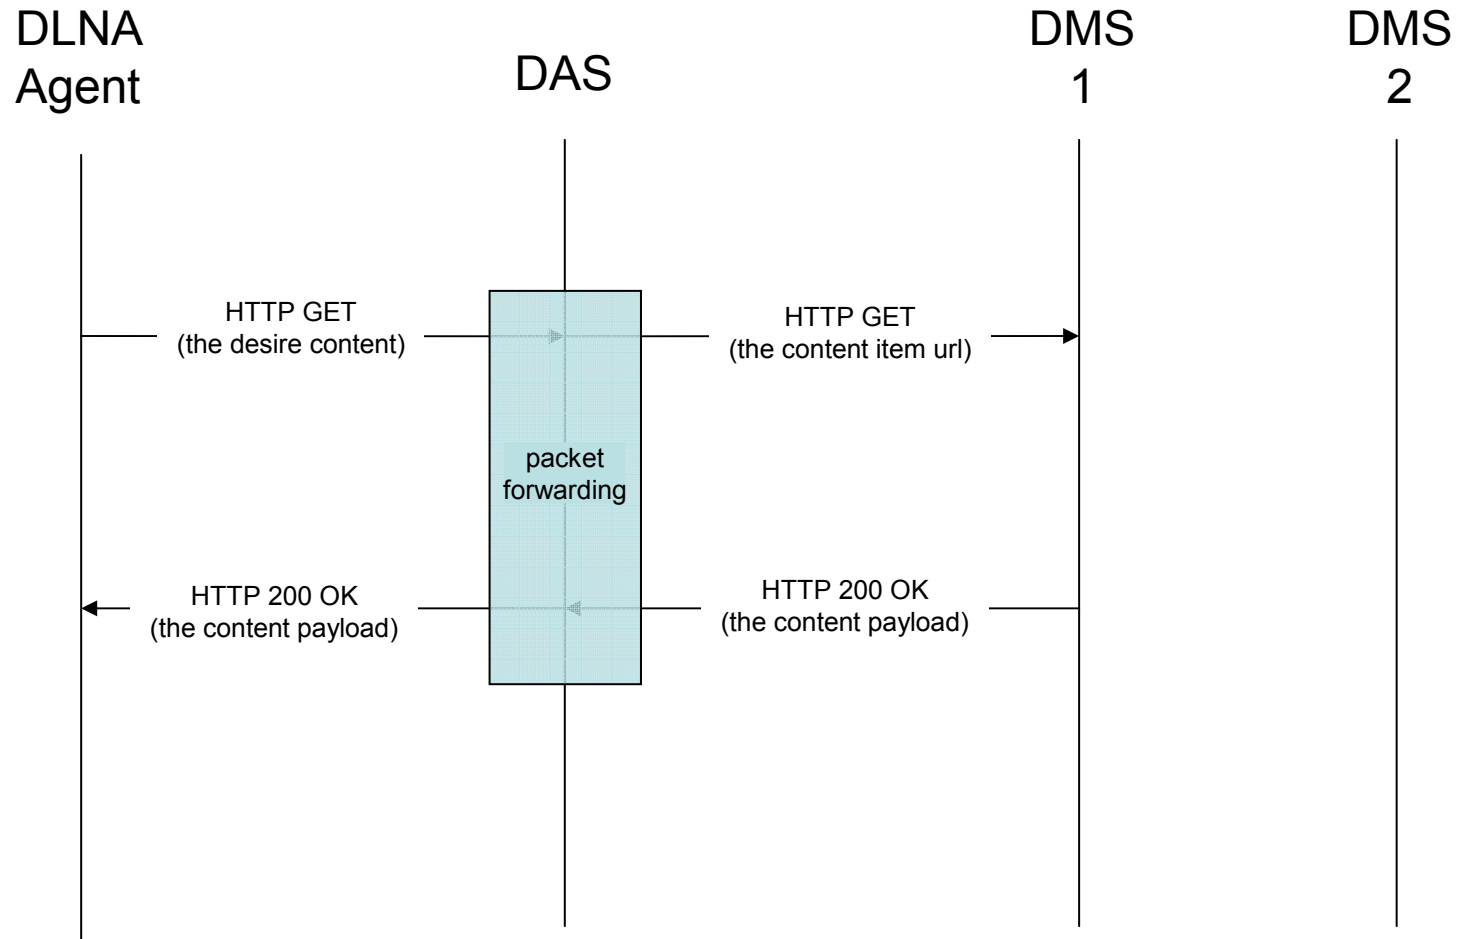 DLNA
Agent
DAS
DMS
1
DMS
2
HTTP GET
(the desire content)
HTTP GET
(the content item url)
packet
forwarding
HTTP 200 OK
(the content payload)
HTTP 200 OK
(the content payload)